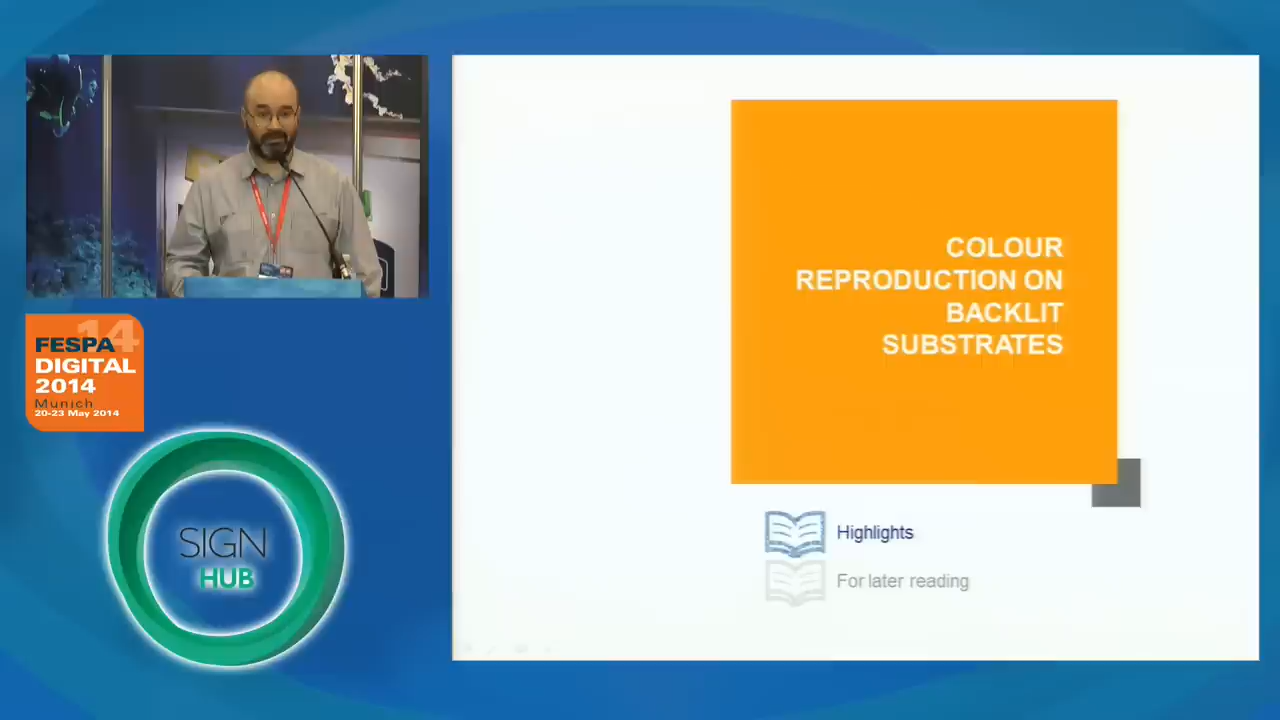 FESPA 14
DIGITAL
2014
Munich
20-23 May 2014
SIGN
HUB
COLOUR
REPRODUCTION ON
BACKLIT
SUBSTRATES
Highlights
For later reading